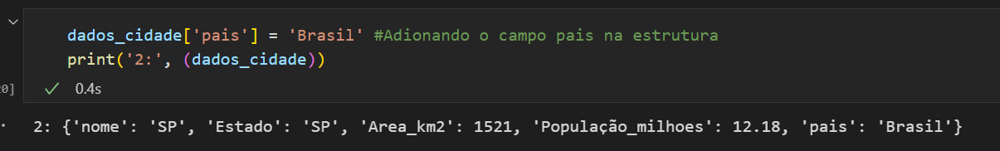 dados_cidade['pais'] = 'Brasil' #Adionando o campo pais na estrutura
print('2:', (dados_cidade))
0]
0.4s
2: {'nome': 'SP', 'Estado': 'SP', 'Area_km2': 1521, 'População_milhoes': 12.18, 'pais': 'Brasil'}